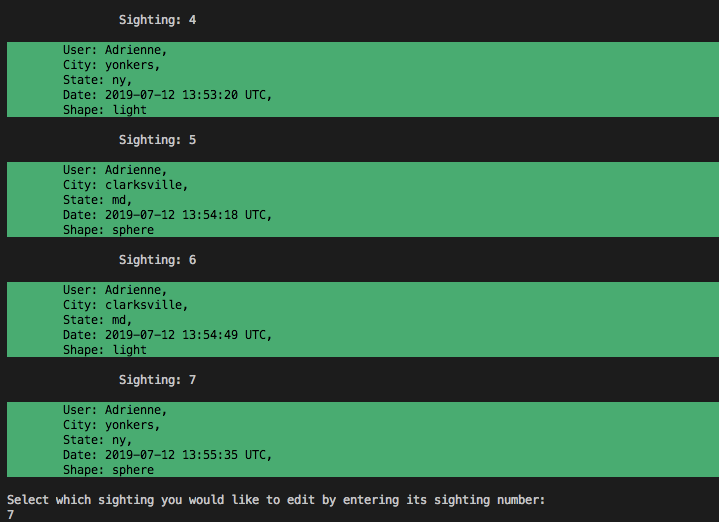 Sighting: 4
User: Adrienne,
City: yonkers,
State: ny,
Date: 2019-07-12 13:53:20 UTC,
Shape: light
Sighting: 5
User: Adrienne,
City: clarksville,
State: md,
Date: 2019-07-12 13:54:18 UTC,
Shape: sphere
Sighting: 6
User: Adrienne,
City: clarksville,
State: md,
Date: 2019-07-12 13:54:49 UTC,
Shape: light
Sighting: 7
User: Adrienne,
City: yonkers,
State: ny,
Date: 2019-07-12 13:55:35 UTC,
Shape: sphere
Select which sighting you would like to edit by entering its sighting number:
7